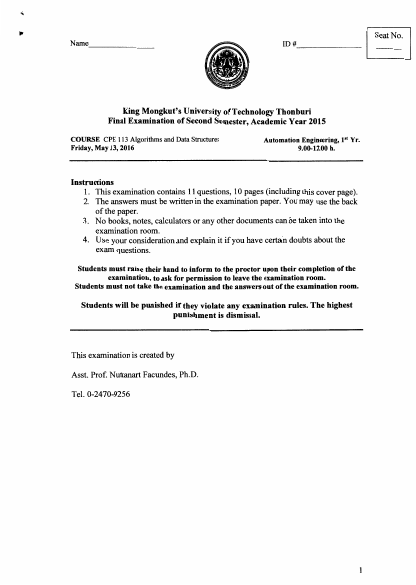 Seat No.
Name
ID #
King Mongkut's University of Technology Thonburi
Final Examination of Second Semester, Academic Year 2015
COURSE CPE 113 Algorithms and Data Structures
Automation Engineering, 1st Yr.
Friday, May 13, 2016
9.00-12.00 h.
Instructions
1. This examination contains 11 questions, 10 pages (including this cover page).
2. The answers must be written in the examination paper. You may use the back
of the paper.
3. No books, notes, calculators or any other documents can be taken into the
examination room.
4. Use your consideration and explain it if you have certain doubts about the
exam questions.
Students must raise their hand to inform to the proctor upon their completion of the
examination, to ask for permission to leave the examination room.
Students must not take the examination and the answers out of the examination room.
Students will be punished if they violate any examination rules. The highest
punishment is dismissal.
This examination is created by
Asst. Prof. Nuttanart Facundes, Ph.D.
Tel. 0-2470-9256
1